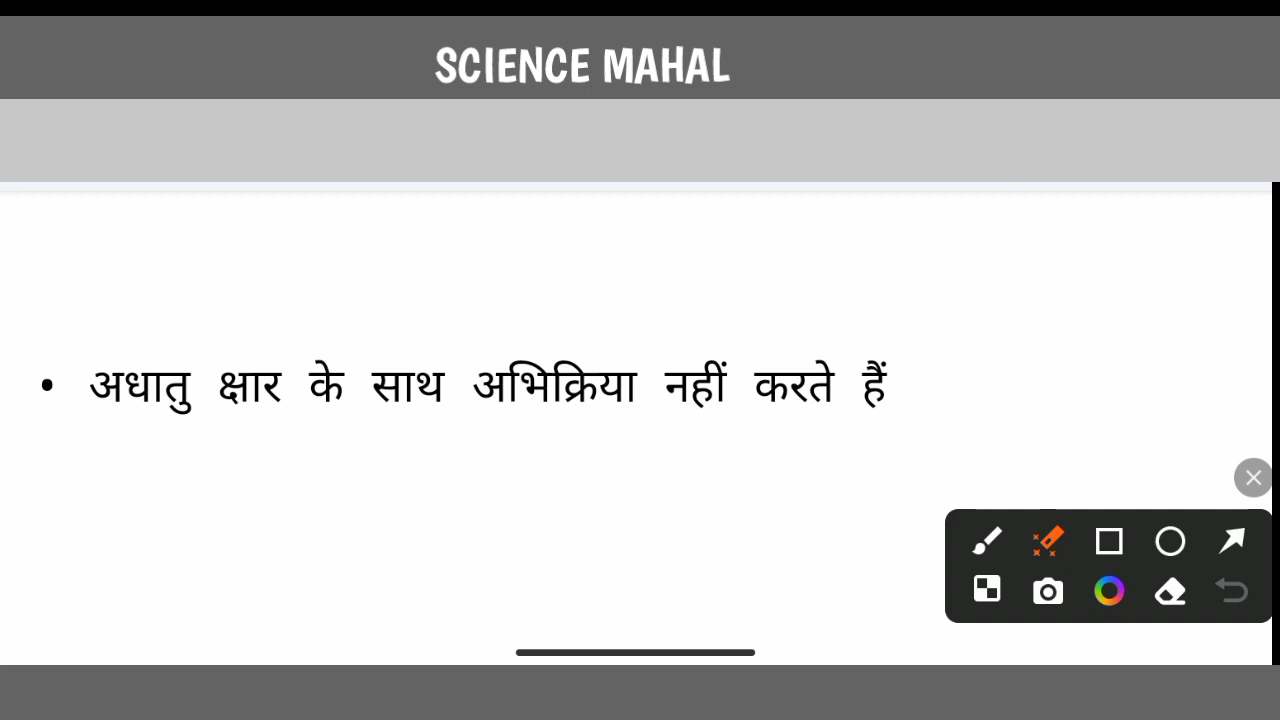 SCIENCE MAHAL
• अधातु क्षार के साथ अभिक्रिया नहीं करते हैं